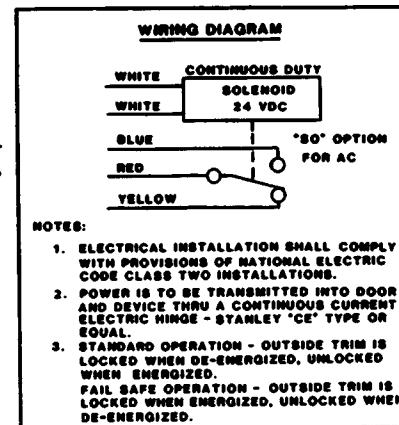 WIRING DIAGRAM
WHITE
CONTINUOUS DUTY
SOLENOID
24 VDC
WHITE
BLUE
"SO" OPTION
FOR AC
RED
YELLOW
NOTES:
1. ELECTRICAL INSTALLATION SHALL COMPLY
WITH PROVISIONS OF NATIONAL ELECTRIC
CODE CLASS TWO INSTALLATIONS.
2. POWER IS TO BE TRANSMITTED INTO DOOR
AND DEVICE THRU A CONTINUOUS CURRENT
ELECTRIC HINGE - STANLEY "CE" TYPE OR
EQUAL.
3. STANDARD OPERATION - OUTSIDE TRIM IS
LOCKED WHEN DE-ENERGIZED, UNLOCKED
WHEN ENERGIZED.
FAIL SAFE OPERATION - OUTSIDE TRIM IS
LOCKED WHEN ENERGIZED, UNLOCKED WHEN
DE-ENERGIZED.